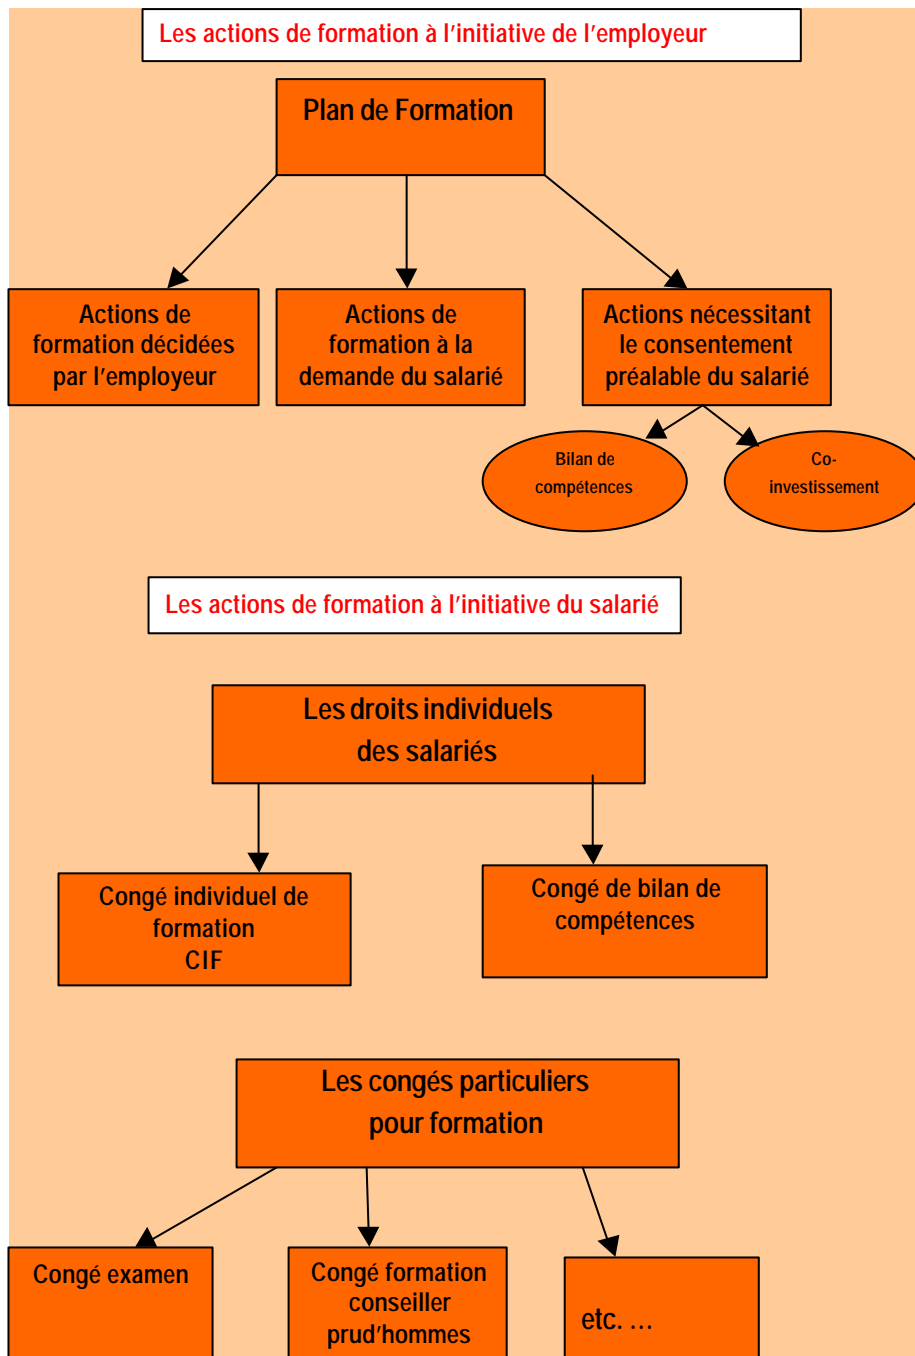 Les actions de formation à l'initiative de l'employeur
Plan de Formation
Actions de
formation décidées
par l'employeur
Actions de
formation à la
demande du salarié
Actions nécessitant
le consentement
préalable du salarié
Bilan de
compétences
Co-
investissement
Les actions de formation à l'initiative du salarié
Les droits individuels
des salariés
Congé individuel de
formation
CIF
Congé de bilan de
compétences
Les congés particuliers
pour formation
Congé examen
Congé formation
conseiller
prud'hommes
etc. ...